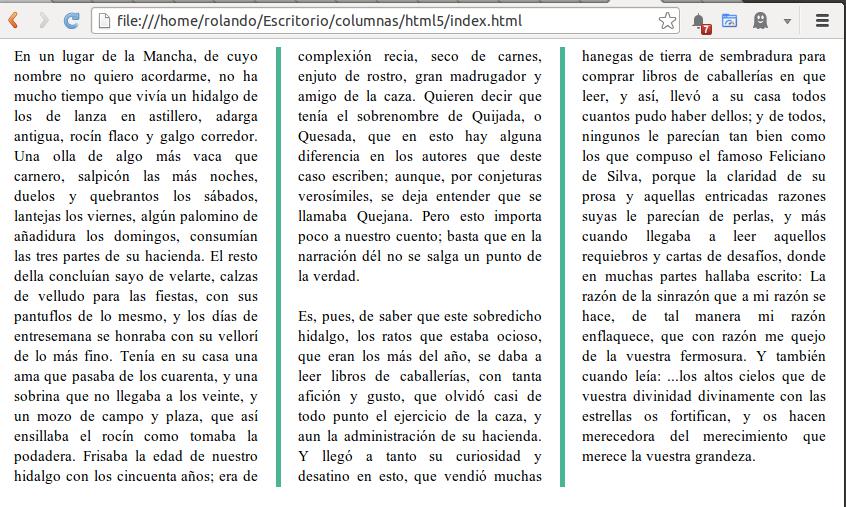 file:///home/rolando/Escritorio/columnas/html5/index.html
7
En un lugar de la Mancha, de cuyo
nombre no quiero acordarme, no ha
mucho tiempo que vivía un hidalgo de
los de lanza en astillero, adarga
antigua, rocín flaco y galgo corredor.
Una olla de algo más vaca que
carnero, salpicón las más noches,
duelos y quebrantos los sábados,
lantejas los viernes, algún palomino de
añadidura los domingos, consumían
las tres partes de su hacienda. El resto
della concluían sayo de velarte, calzas
de velludo para las fiestas, con sus
pantuflos de lo mesmo, y los días de
entresemana se honraba con su vellorí
de lo más fino. Tenía en su casa una
ama que pasaba de los cuarenta, y una
sobrina que no llegaba a los veinte, y
un mozo de campo y plaza, que así
ensillaba el rocín como tomaba la
podadera. Frisaba la edad de nuestro
hidalgo con los cincuenta años; era de
complexión recia, seco de carnes,
enjuto de rostro, gran madrugador y
amigo de la caza. Quieren decir que
tenía el sobrenombre de Quijada, o
Quesada, que en esto hay alguna
diferencia en los autores que deste
caso escriben; aunque, por conjeturas
verosímiles, se deja entender que se
llamaba Quejana. Pero esto importa
poco a nuestro cuento; basta que en la
narración dél no se salga un punto de
la verdad.
Es, pues, de saber que este sobredicho
hidalgo, los ratos que estaba ocioso,
que eran los más del año, se daba a
leer libros de caballerías, con tanta
afición y gusto, que olvidó casi de
todo punto el ejercicio de la caza, y
aun la administración de su hacienda.
Y llegó a tanto su curiosidad y
desatino en esto, que vendió muchas
hanegas de tierra de sembradura para
comprar libros de caballerías en que
leer, y así, llevó a su casa todos
cuantos pudo haber dellos; y de todos,
ningunos le parecían tan bien como
los que compuso el famoso Feliciano
de Silva, porque la claridad de su
prosa y aquellas entricadas razones
suyas le parecían de perlas, y más
cuando llegaba a leer aquellos
requiebros y cartas de desafíos, donde
en muchas partes hallaba escrito: La
razón de la sinrazón que a mi razón se
hace, de tal manera mi razón
enflaquece, que con razón me quejo
de la vuestra fermosura. Y también
cuando leía: ...los altos cielos que de
vuestra divinidad divinamente con las
estrellas os fortifican, y os hacen
merecedora del merecimiento que
merece la vuestra grandeza.